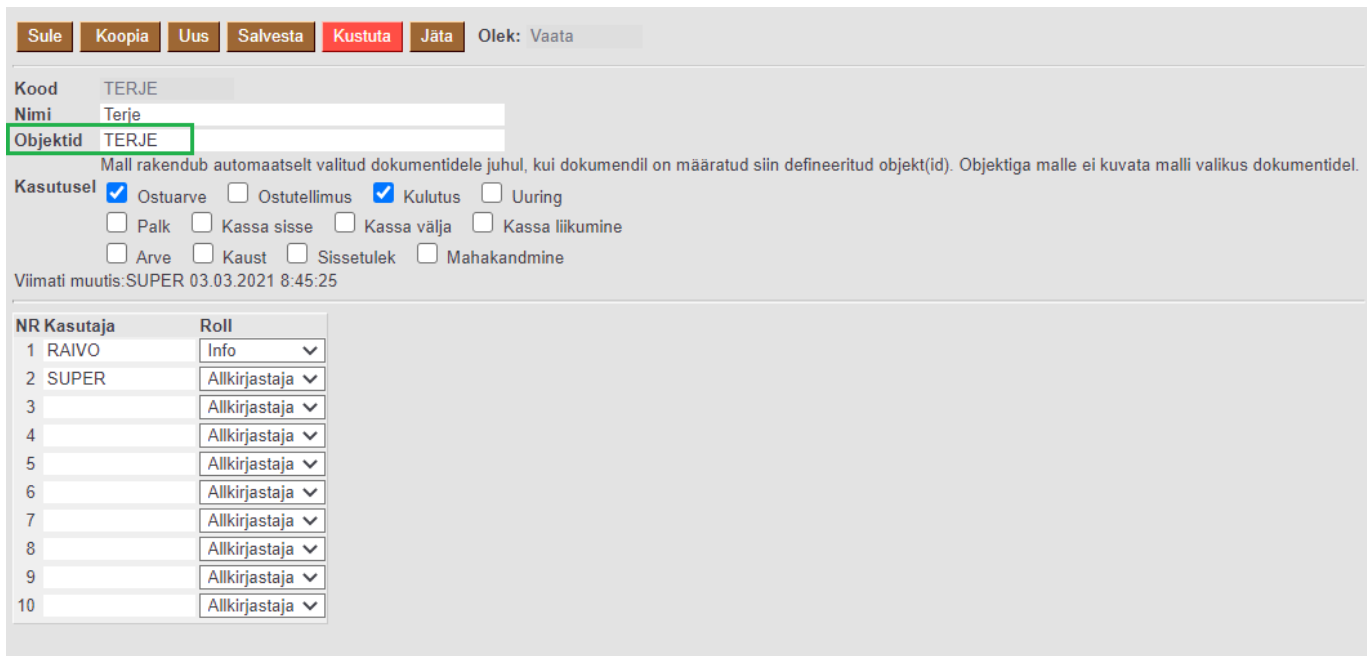 Sule Koopia Uus Salvesta Kustuta Jäta Olek: Vaata
Kood TERJE
Nimi Terje
Objektid TERJE
Mall rakendub automaatselt valitud dokumentidele juhul, kui dokumendil on määratud siin defineeritud objekt(id). Objektiga malle ei kuvata malli valikus dokumentidel.
Kasutusel Ostuarve Ostutellimus Kulutus Uuring
Palk Kassa sisse Kassa välja Kassa liikumine
Arve Kaust Sissetulek Mahakandmine
Viimati muutis:SUPER 03.03.2021 8:45:25
NR Kasutaja Roll
1 RAIVO Info
2 SUPER Allkirjastaja
3 Allkirjastaja
4 Allkirjastaja
5 Allkirjastaja
6 Allkirjastaja
7 Allkirjastaja
8 Allkirjastaja
9 Allkirjastaja
10 Allkirjastaja